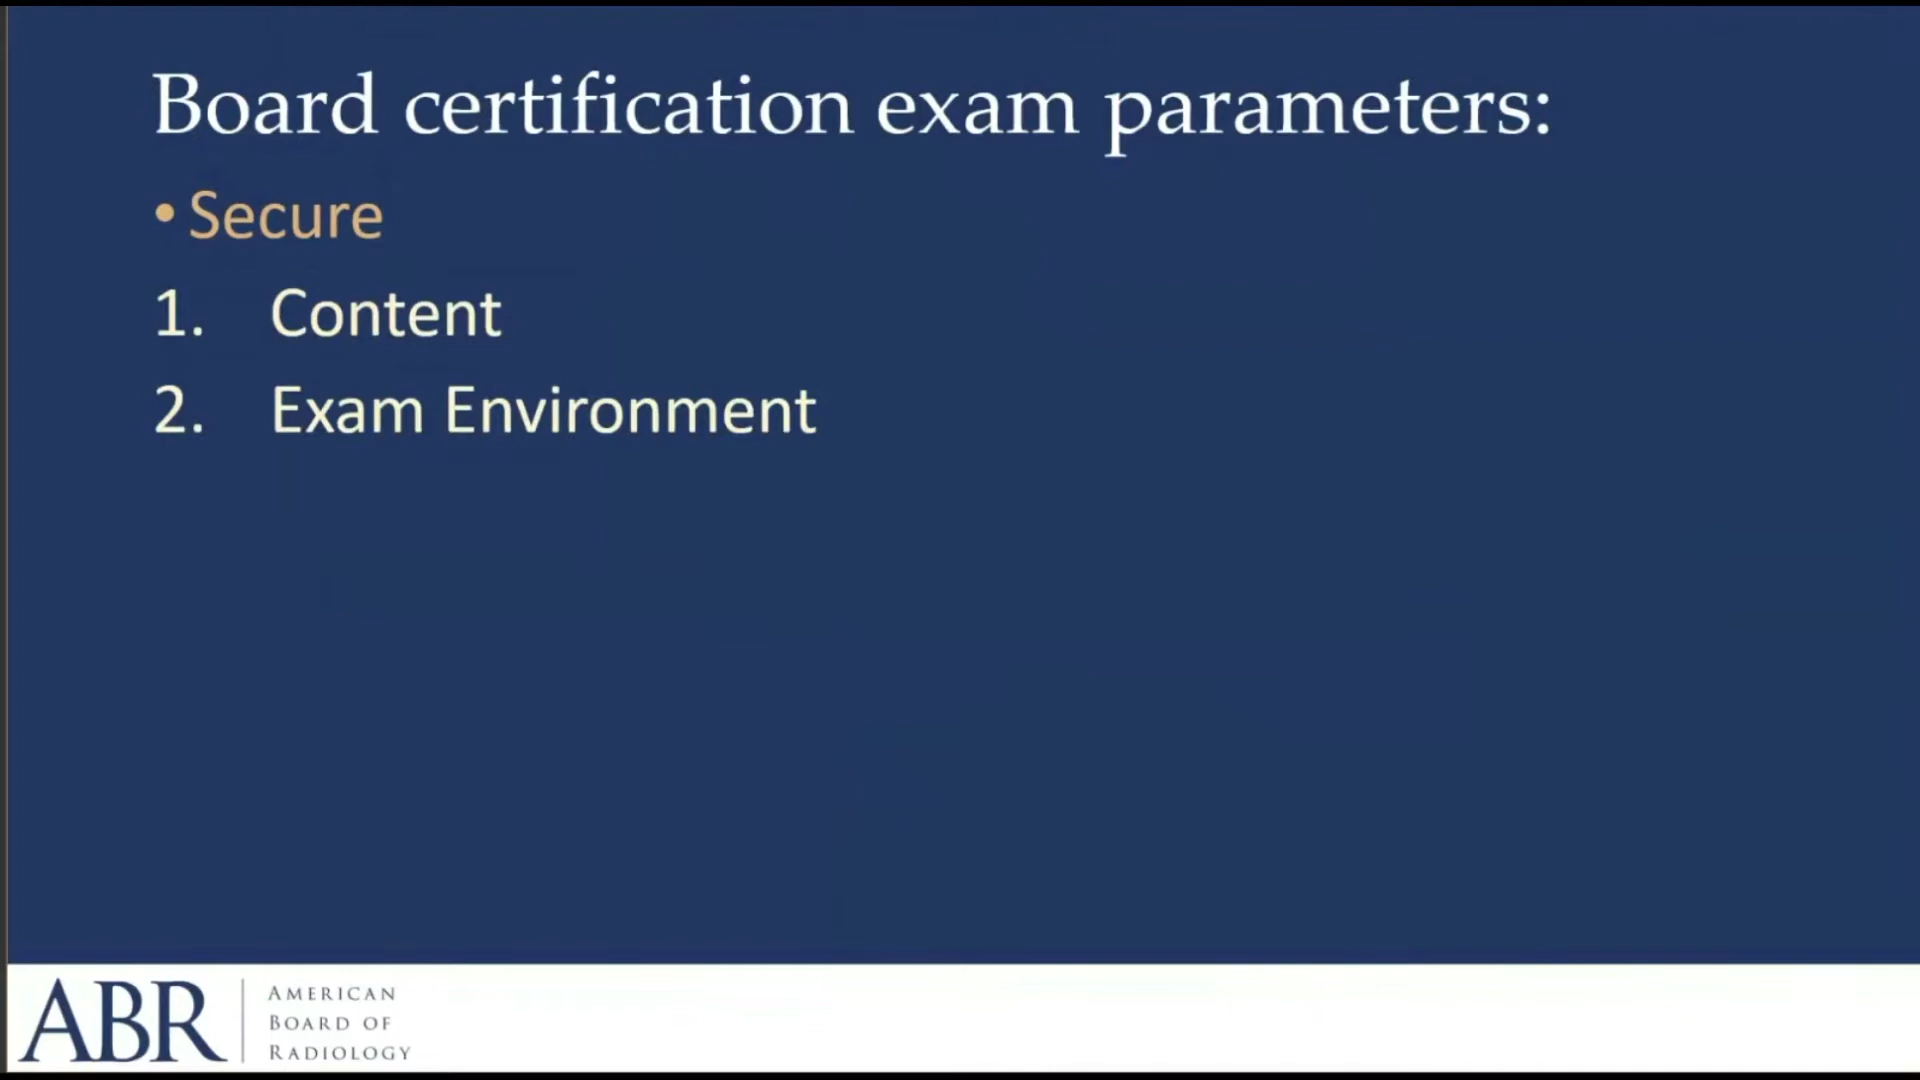 Board certification exam parameters:
• Secure
1. Content
2. Exam Environment
ABR
AMERICAN
BOARD OF
RADIOLOGY